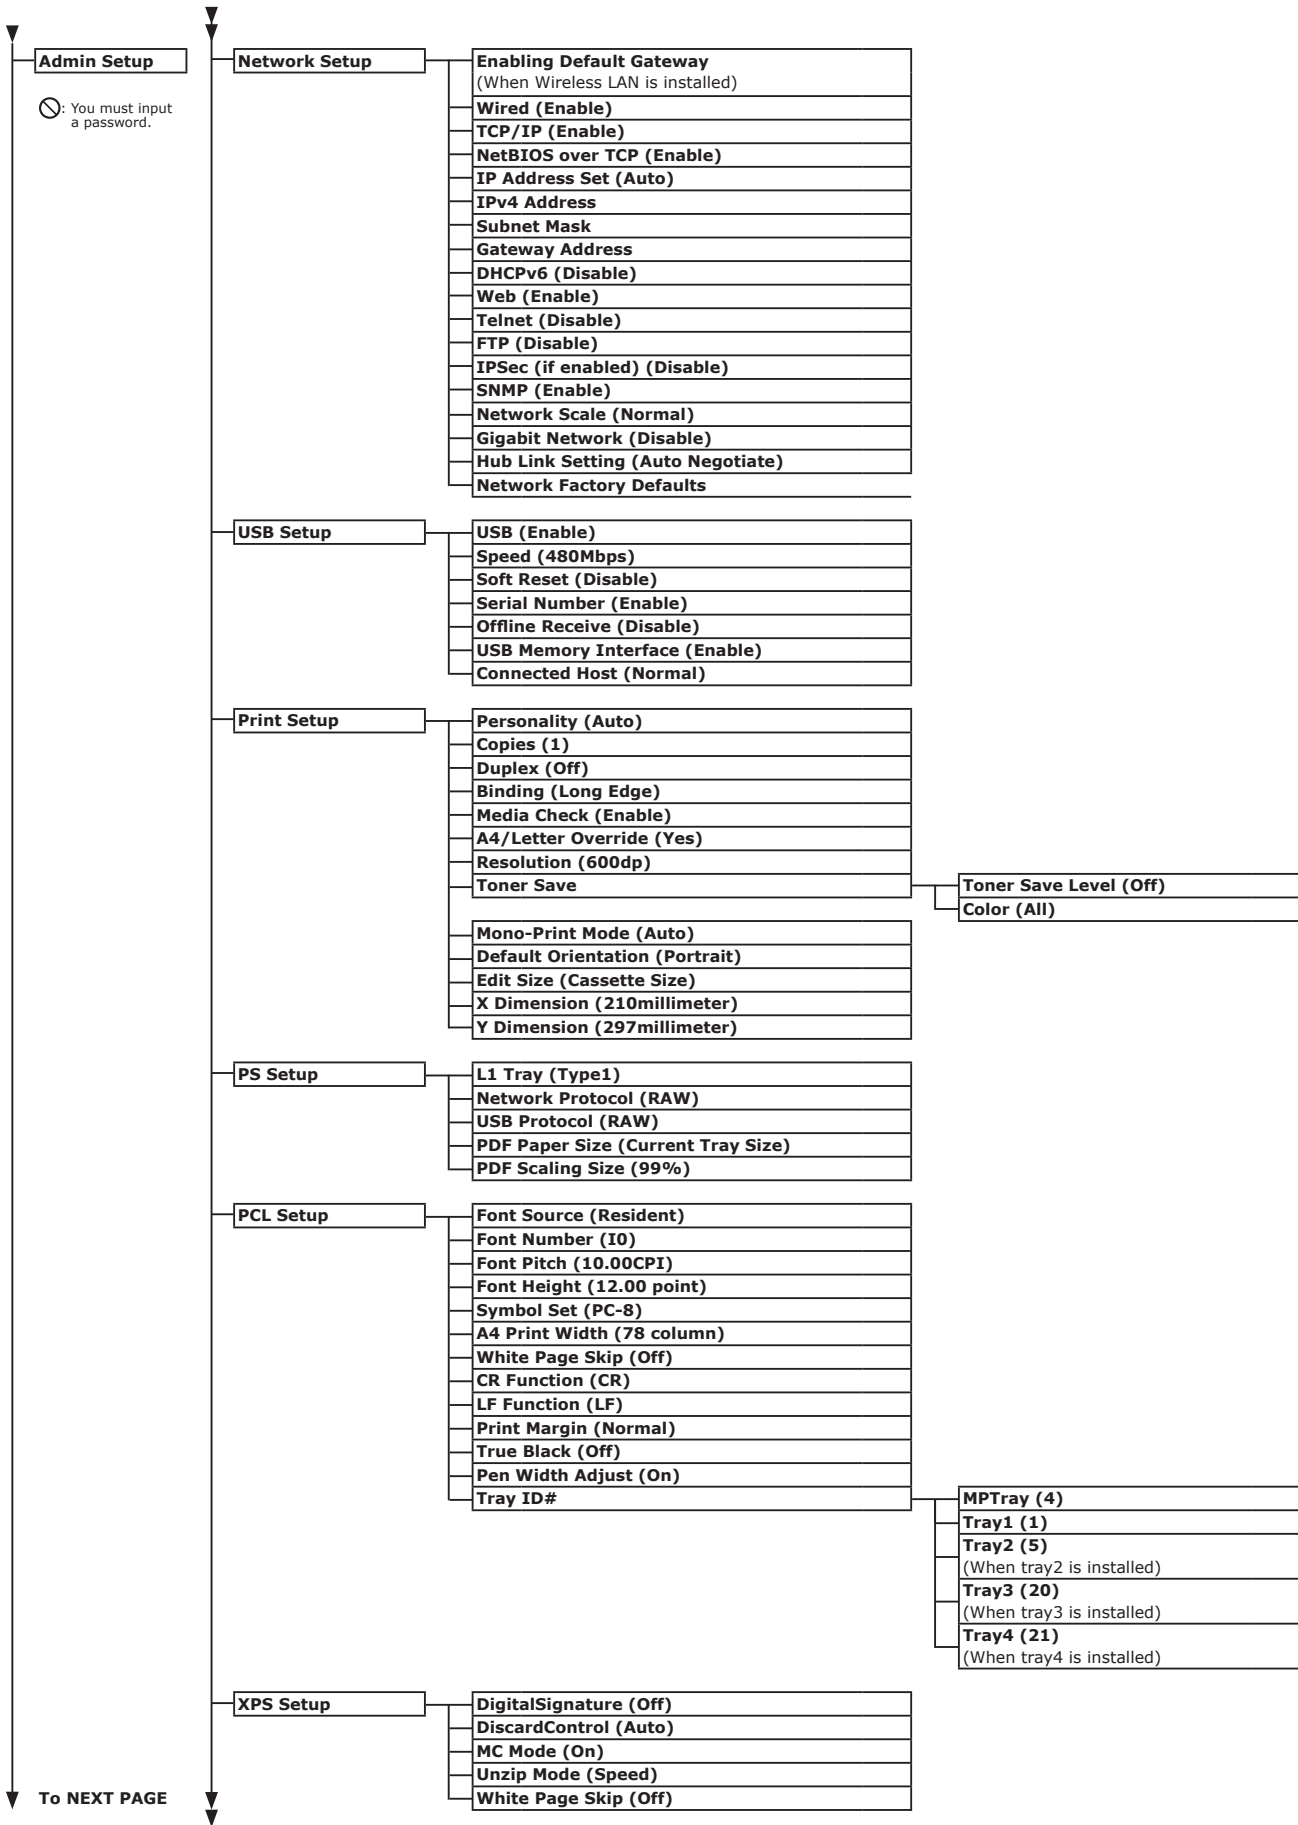 Admin Setup
: You must input
a password.
Network Setup
Enabling Default Gateway
(When Wireless LAN is installed)
Wired (Enable)
TCP/IP (Enable)
NetBIOS over TCP (Enable)
IP Address Set (Auto)
IPv4 Address
Subnet Mask
Gateway Address
DHCPv6 (Disable)
Web (Enable)
Telnet (Disable)
FTP (Disable)
IPSec (if enabled) (Disable)
SNMP (Enable)
Network Scale (Normal)
Gigabit Network (Disable)
Hub Link Setting (Auto Negotiate)
Network Factory Defaults
USB Setup
USB (Enable)
Speed (480Mbps)
Soft Reset (Disable)
Serial Number (Enable)
Offline Receive (Disable)
USB Memory Interface (Enable)
Connected Host (Normal)
Print Setup
Personality (Auto)
Copies (1)
Duplex (Off)
Binding (Long Edge)
Media Check (Enable)
A4/Letter Override (Yes)
Resolution (600dp)
Toner Save
Toner Save Level (Off)
Color (All)
Mono-Print Mode (Auto)
Default Orientation (Portrait)
Edit Size (Cassette Size)
X Dimension (210millimeter)
Y Dimension (297millimeter)
PS Setup
L1 Tray (Type1)
Network Protocol (RAW)
USB Protocol (RAW)
PDF Paper Size (Current Tray Size)
PDF Scaling Size (99%)
PCL Setup
Font Source (Resident)
Font Number (I0)
Font Pitch (10.00CPI)
Font Height (12.00 point)
Symbol Set (PC-8)
A4 Print Width (78 column)
White Page Skip (Off)
CR Function (CR)
LF Function (LF)
Print Margin (Normal)
True Black (Off)
Pen Width Adjust (On)
Tray ID#
MPTray (4)
Tray1 (1)
Tray2 (5)
(When tray2 is installed)
Tray3 (20)
(When tray3 is installed)
Tray4 (21)
(When tray4 is installed)
XPS Setup
DigitalSignature (Off)
DiscardControl (Auto)
MC Mode (On)
Unzip Mode (Speed)
White Page Skip (Off)
To NEXT PAGE